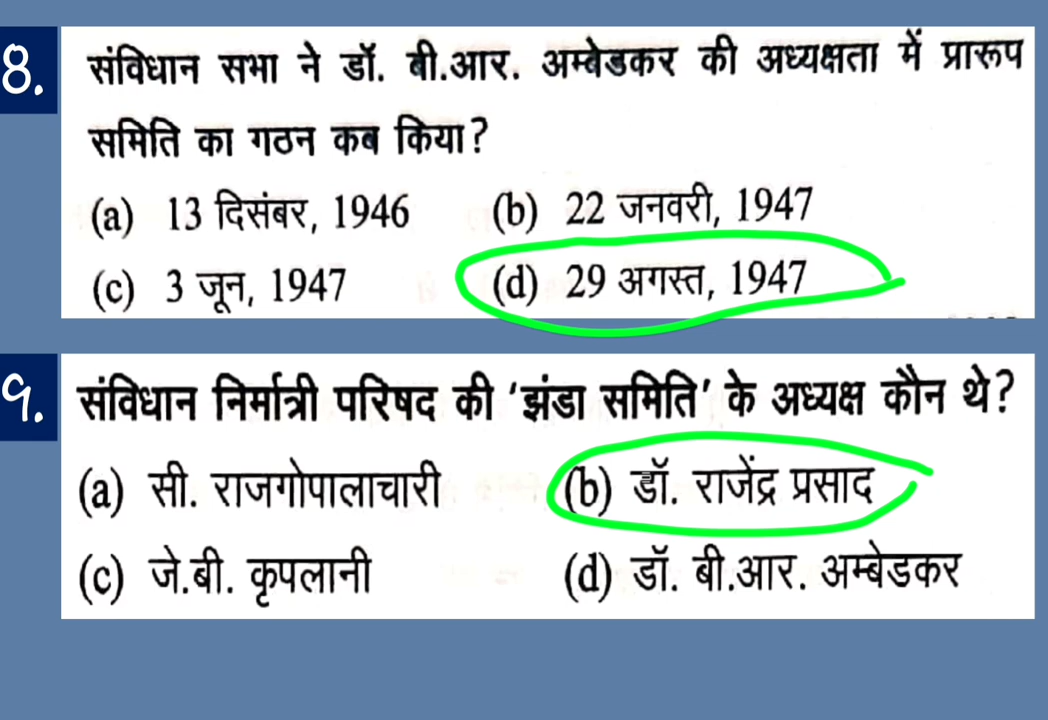 8. संविधान सभा ने डॉ. बी.आर. अम्बेडकर की अध्यक्षता में प्रारूप
समिति का गठन कब किया?
(a) 13 दिसंबर, 1946 (b) 22 जनवरी, 1947
(c) 3 जून, 1947 (d) 29 अगस्त, 1947
9. संविधान निर्मात्री परिषद की 'झंडा समिति' के अध्यक्ष कौन थे?
(a) सी. राजगोपालाचारी (b) डॉ. राजेंद्र प्रसाद
(c) जे.बी. कृपलानी (d) डॉ. बी.आर. अम्बेडकर